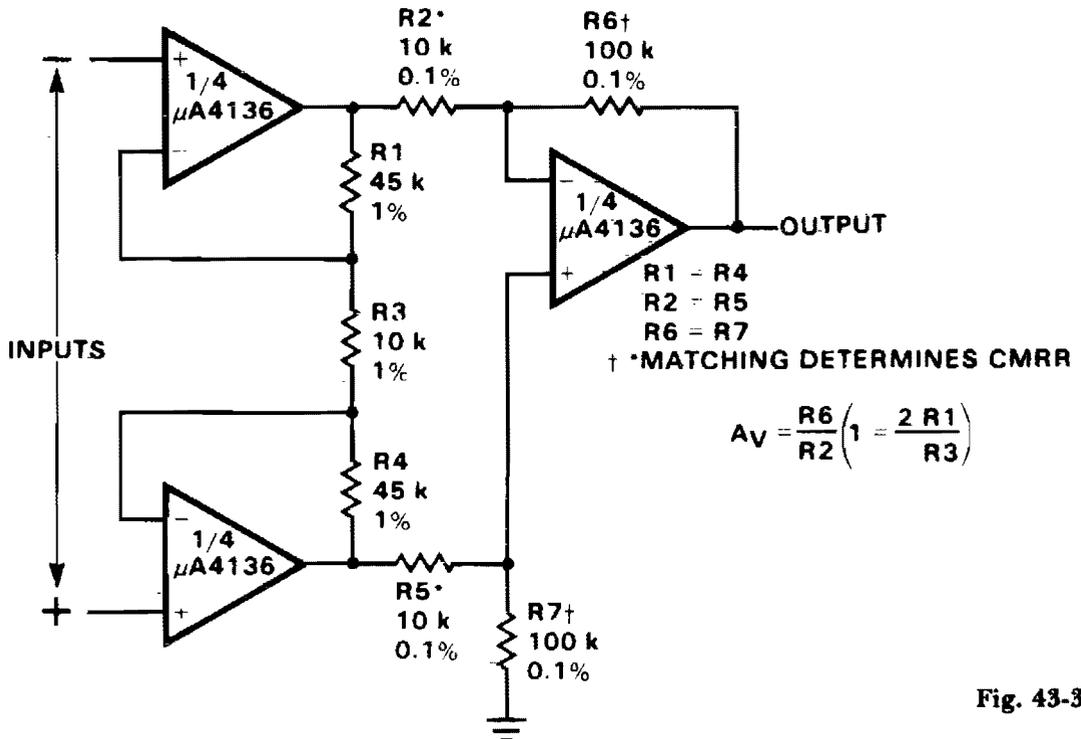 R2*
10 k
0.1%
R6†
100 k
0.1%
−
+
1/4
µA4136
−
R1
45 k
1%
−
1/4
µA4136
+
OUTPUT
R1 = R4
R2 = R5
R6 = R7
† *MATCHING DETERMINES CMRR
INPUTS
R3
10 k
1%
AV = R6/R2 (1 = 2 R1/R3)
R4
45 k
1%
−
1/4
µA4136
+
+
R5*
10 k
0.1%
R7†
100 k
0.1%
Fig. 43-3